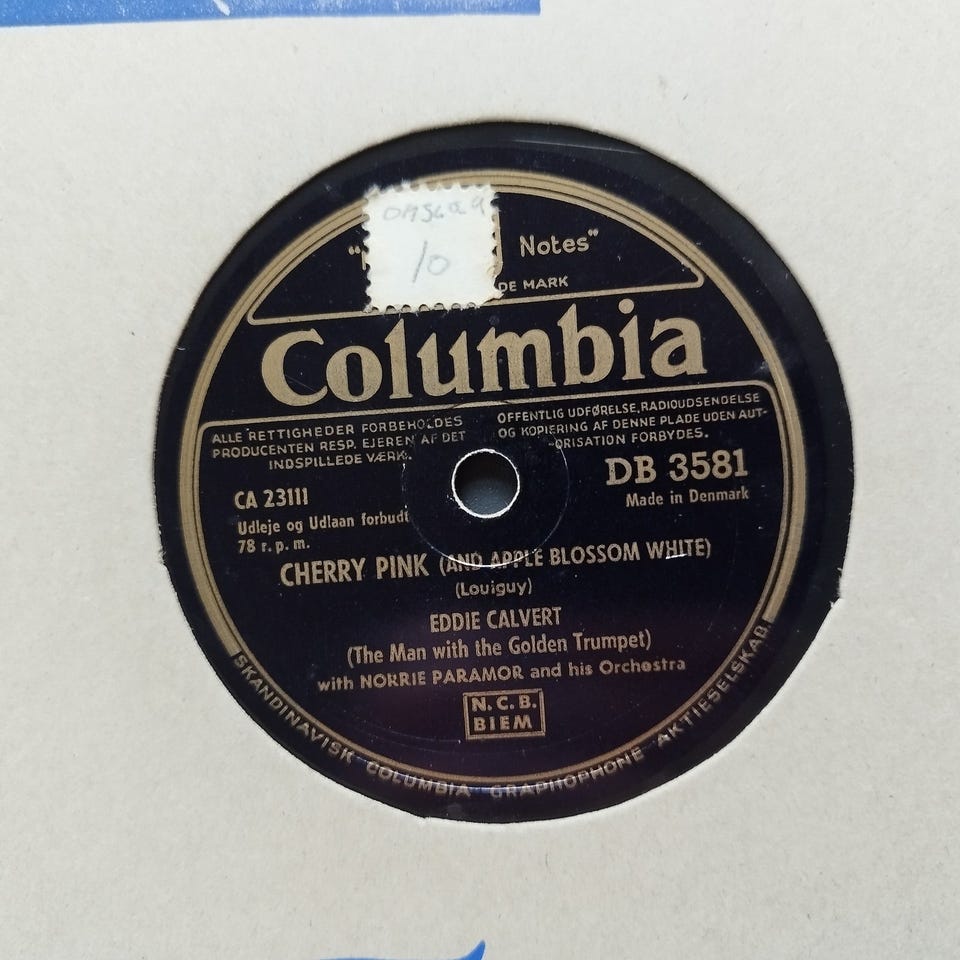 10
Notes"
DE MARK
Columbia
ALLE RETTIGHEDER FORBEHOLDES
PRODUCENTEN RESP. EJEREN AF DET
INDSPILLEDE VÆRK.
OFFENTLIG UDFØRELSE, RADIOUDSENDELSE
OG KOPIERING AF DENNE PLADE UDEN AUT-
ORISATION FORBYDES.
CA 23111
DB 3581
Udleje og Udlaan forbudt
Made in Denmark
78 r.p.m.
CHERRY PINK (AND APPLE BLOSSOM WHITE)
(Louiguy)
EDDIE CALVERT
(The Man with the Golden Trumpet)
with NORRIE PARAMOR and his Orchestra
N.C.B.
BIEM
SKANDINAVISK COLUMBIA GRAPHOPHONE AKTIESELSKAB